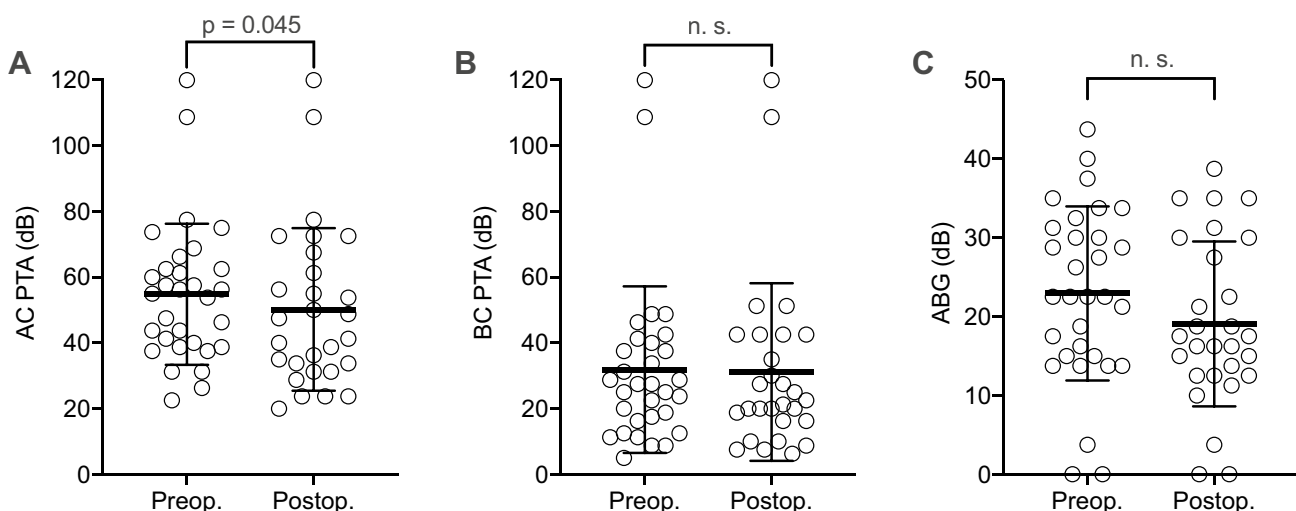 p = 0.045
n. s.
n. s.
A
B
C
AC PTA (dB)
120
100
80
60
40
20
0
Preop.
Postop.
BC PTA (dB)
120
100
80
60
40
20
0
Preop.
Postop.
ABG (dB)
50
40
30
20
10
0
Preop.
Postop.